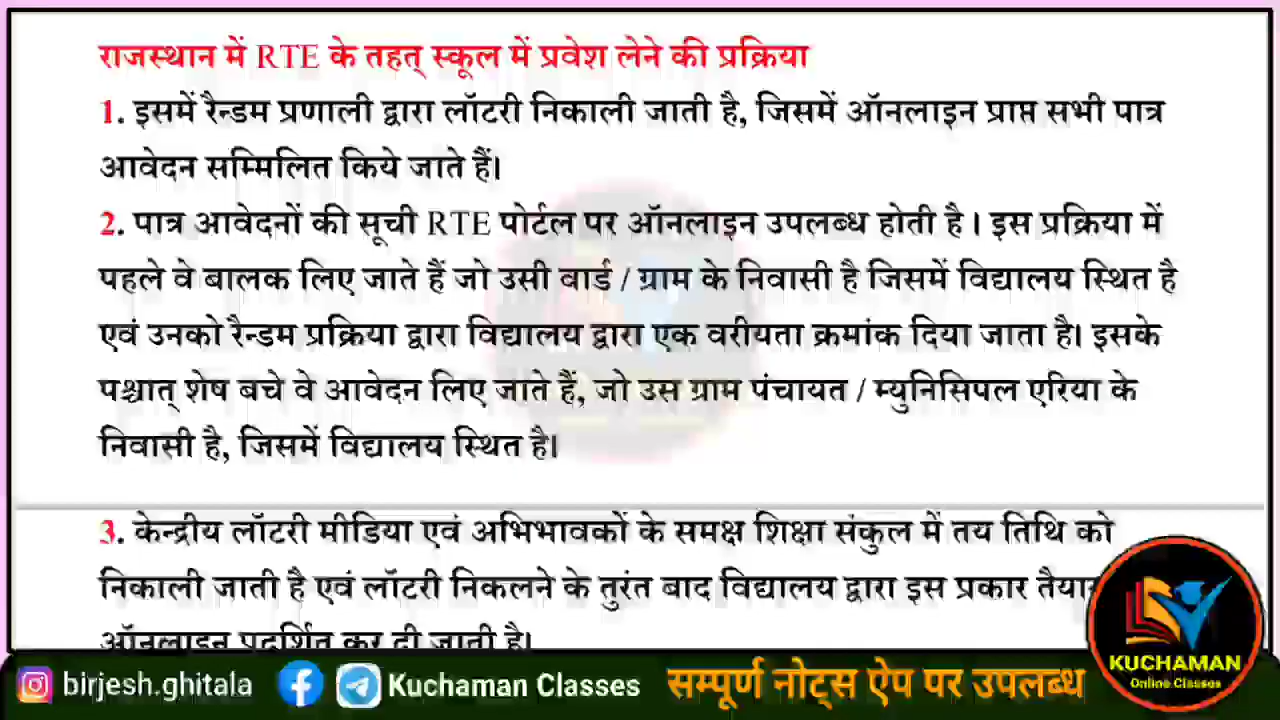 राजस्थान में RTE के तहत् स्कूल में प्रवेश लेने की प्रक्रिया
1. इसमें रैन्डम प्रणाली द्वारा लॉटरी निकाली जाती है, जिसमें ऑनलाइन प्राप्त सभी पात्र
आवेदन सम्मिलित किये जाते हैं।
2. पात्र आवेदनों की सूची RTE पोर्टल पर ऑनलाइन उपलब्ध होती है । इस प्रक्रिया में
पहले वे बालक लिए जाते हैं जो उसी वार्ड / ग्राम के निवासी है जिसमें विद्यालय स्थित है
एवं उनको रैन्डम प्रक्रिया द्वारा विद्यालय द्वारा एक वरीयता क्रमांक दिया जाता है। इसके
पश्चात् शेष बचे वे आवेदन लिए जाते हैं, जो उस ग्राम पंचायत / म्युनिसिपल एरिया के
निवासी है, जिसमें विद्यालय स्थित है।
3. केन्द्रीय लॉटरी मीडिया एवं अभिभावकों के समक्ष शिक्षा संकुल में तय तिथि को
निकाली जाती है एवं लॉटरी निकलने के तुरंत बाद विद्यालय द्वारा इस प्रकार
ऑनलाइन प्रदर्शित कर दी जाती है।
KUCHAMAN
Online Classes
birjesh.ghitala Kuchaman Classes सम्पूर्ण नोट्स ऐप पर उपलब्ध